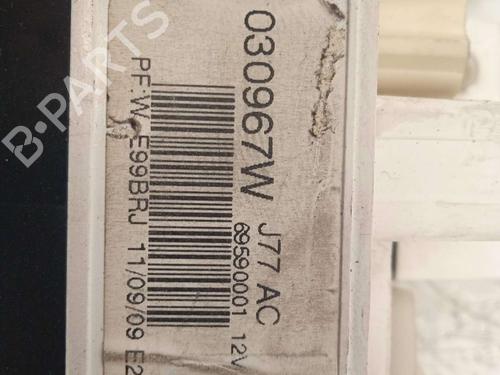 030967W J77 AC
69590001 12V
PF:W E99BRJ 11/09/09 E2
B-PARTS